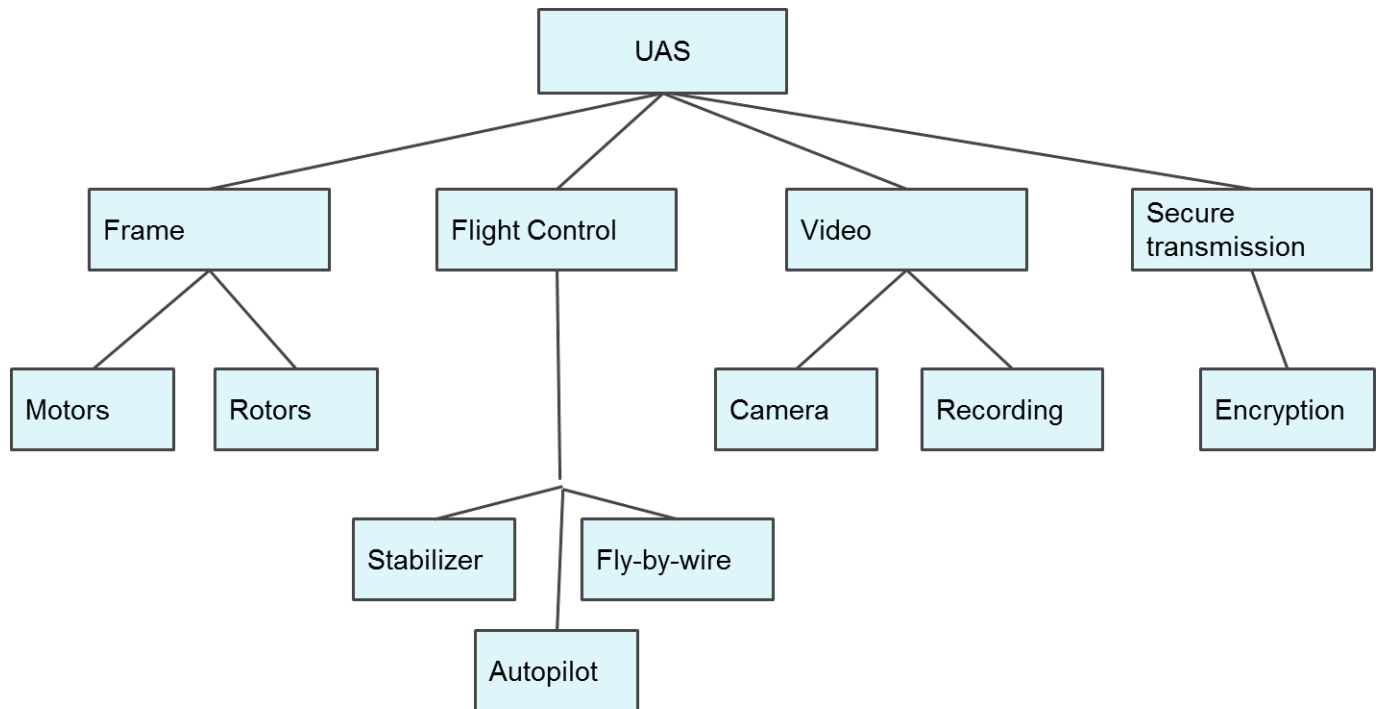 UAS
Frame
Flight Control
Video
Secure
transmission
Motors
Rotors
Camera
Recording
Encryption
Stabilizer
Fly-by-wire
Autopilot